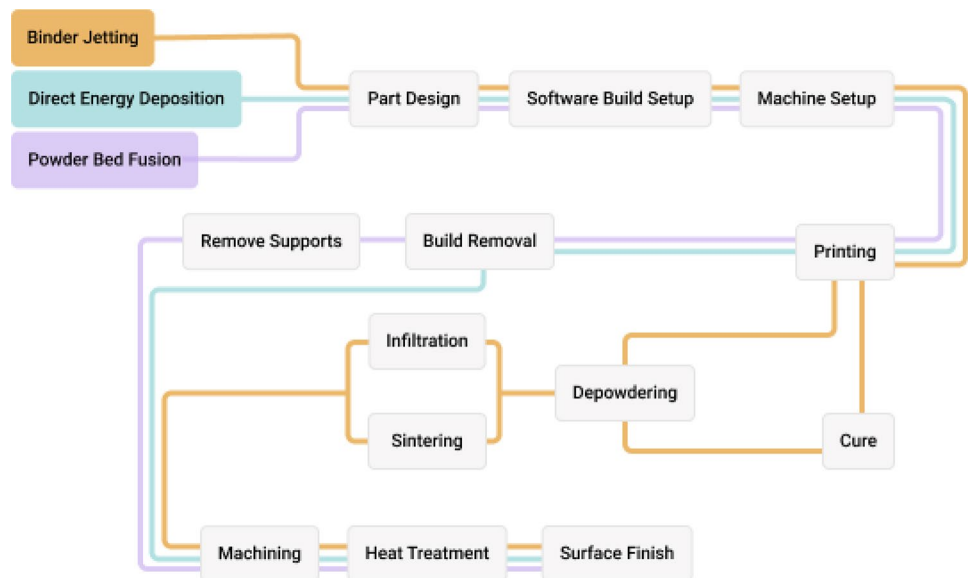 Binder Jetting
Direct Energy Deposition
Powder Bed Fusion
Part Design
Software Build Setup
Machine Setup
Remove Supports
Build Removal
Printing
Infiltration
Depowdering
Sintering
Cure
Machining
Heat Treatment
Surface Finish